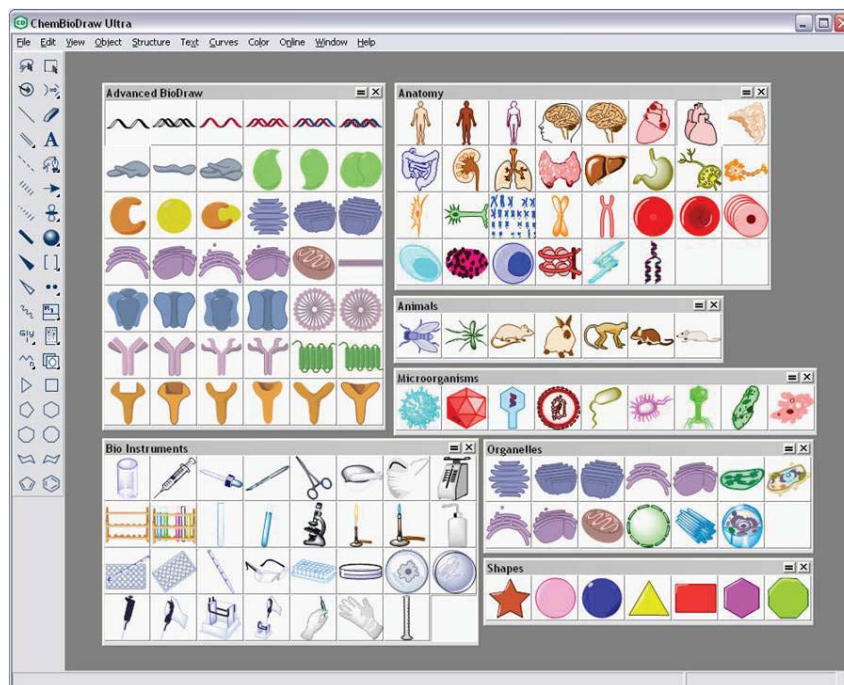 ChemBioDraw Ultra
File Edit View Object Structure Text Curves Color Online Window Help
Advanced BioDraw
Anatomy
Animals
Microorganisms
Bio Instruments
Organelles
Shapes
A
Gly